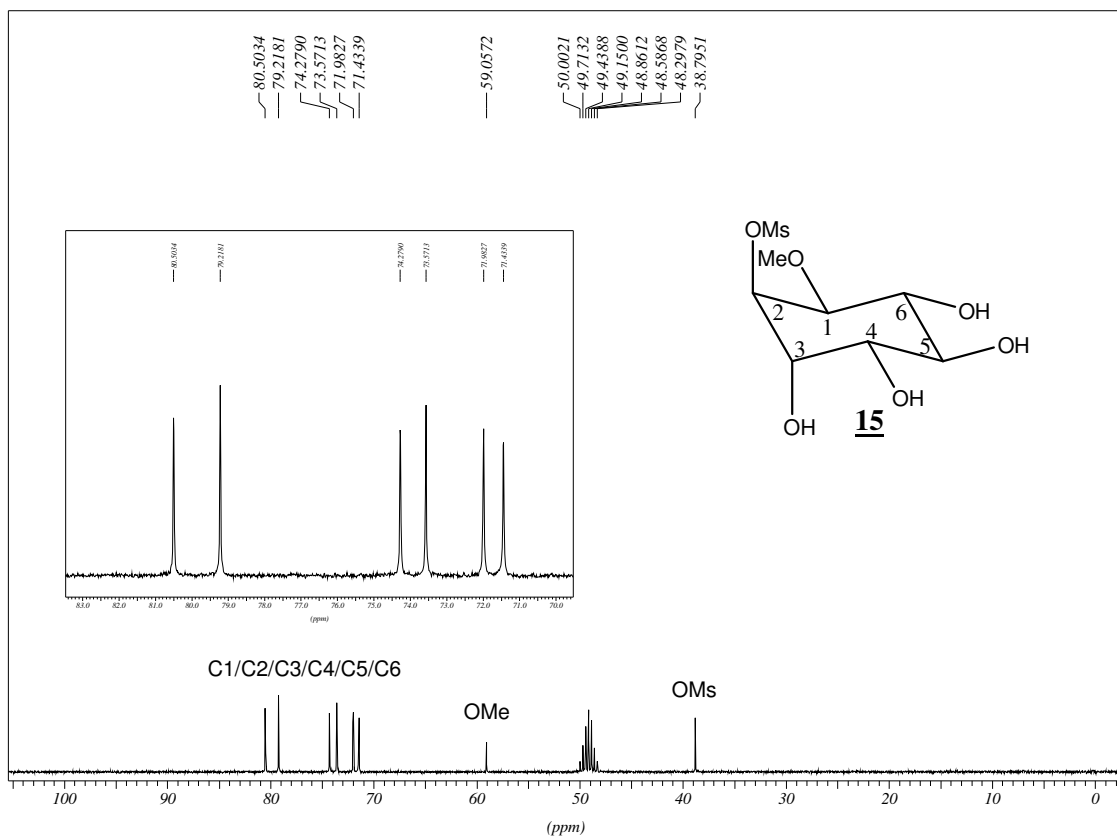 80.5034
79.2181
74.2790
73.5713
71.9827
71.4339
59.0572
50.0021
49.7132
49.4388
49.1500
48.8612
48.5868
48.2979
38.7951
80.5034
79.2181
74.2790
73.5713
71.9827
71.4339
83.0 82.0 81.0 80.0 79.0 78.0 77.0 76.0 75.0 74.0 73.0 72.0 71.0 70.0
(ppm)
OMs
MeO
2
1
6
OH
3
4
5
OH
OH
OH
15
C1/C2/C3/C4/C5/C6
OMe
OMs
100 90 80 70 60 50 40 30 20 10 0
(ppm)